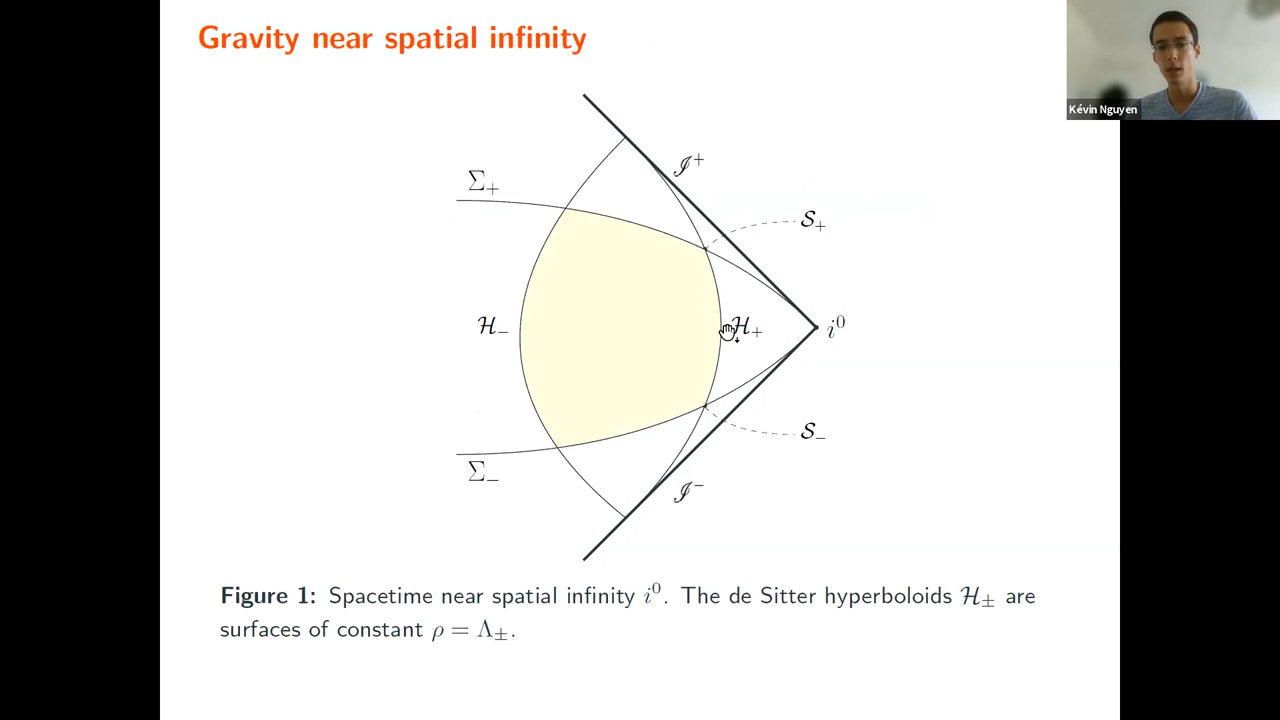 Gravity near spatial infinity
Kévin Nguyen
ℐ⁺
Σ₊
𝒮₊
ℋ₋
ℋ₊
i⁰
𝒮₋
Σ₋
ℐ⁻
Figure 1: Spacetime near spatial infinity i⁰. The de Sitter hyperboloids ℋ± are
surfaces of constant ρ = Λ±.